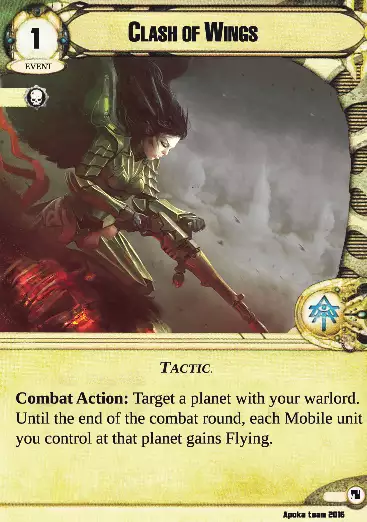 1
CLASH OF WINGS
EVENT
TACTIC.
Combat Action: Target a planet with your warlord.
Until the end of the combat round, each Mobile unit
you control at that planet gains Flying.
Apoka team 2016